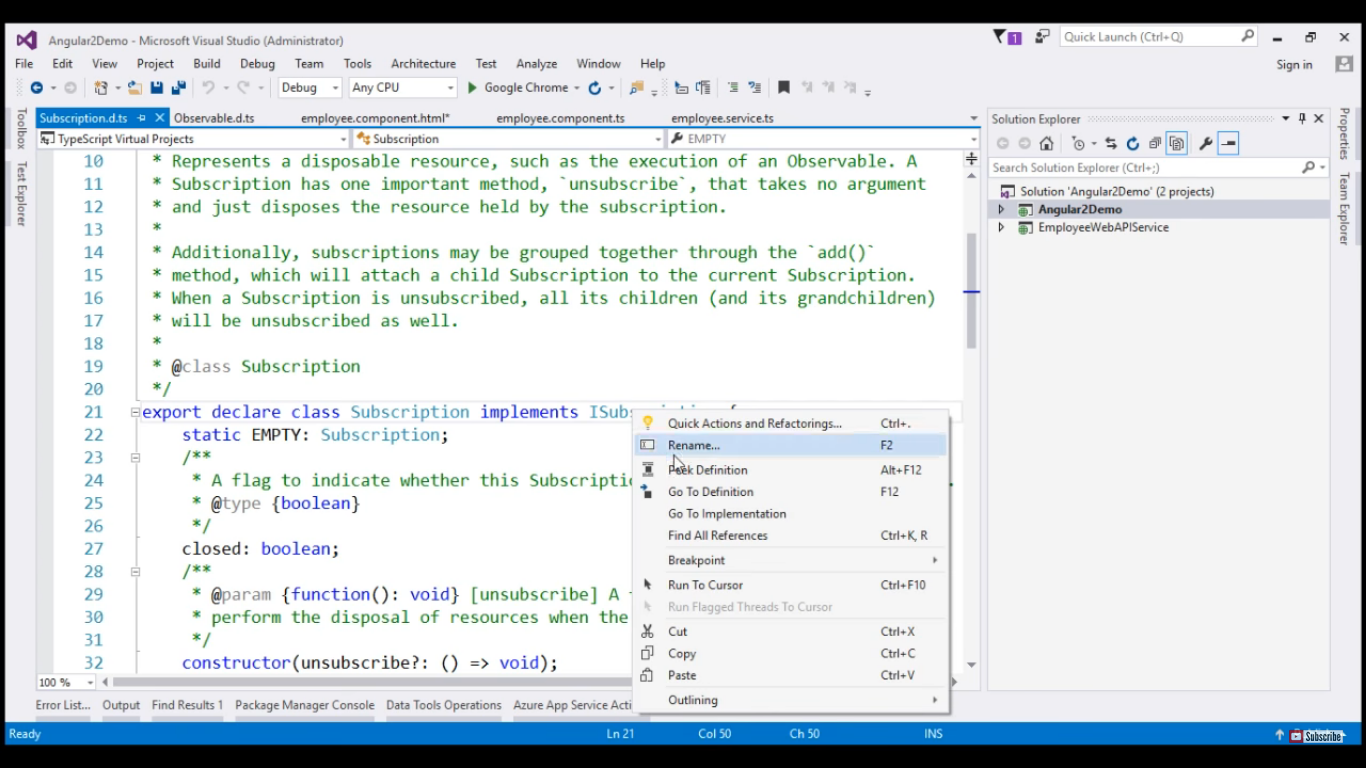 Angular2Demo - Microsoft Visual Studio (Administrator)
1
Quick Launch (Ctrl+Q)
File Edit View Project Build Debug Team Tools Architecture Test Analyze Window Help
Sign in
Debug Any CPU Google Chrome
Toolbox
Test Explorer
Subscription.d.ts Observable.d.ts employee.component.html* employee.component.ts employee.service.ts
TypeScript Virtual Projects Subscription EMPTY
10 * Represents a disposable resource, such as the execution of an Observable. A
11 * Subscription has one important method, `unsubscribe`, that takes no argument
12 * and just disposes the resource held by the subscription.
13 *
14 * Additionally, subscriptions may be grouped together through the `add()`
15 * method, which will attach a child Subscription to the current Subscription.
16 * When a Subscription is unsubscribed, all its children (and its grandchildren)
17 * will be unsubscribed as well.
18 *
19 * @class Subscription
20 */
21 export declare class Subscription implements ISubs
22 static EMPTY: Subscription;
23 /**
24 * A flag to indicate whether this Subscripti
25 * @type {boolean}
26 */
27 closed: boolean;
28 /**
29 * @param {function(): void} [unsubscribe] A
30 * perform the disposal of resources when the
31 */
32 constructor(unsubscribe?: () => void);
Quick Actions and Refactorings... Ctrl+.
Rename... F2
Peek Definition Alt+F12
Go To Definition F12
Go To Implementation
Find All References Ctrl+K, R
Breakpoint
Run To Cursor Ctrl+F10
Run Flagged Threads To Cursor
Cut Ctrl+X
Copy Ctrl+C
Paste Ctrl+V
Outlining
Solution Explorer
Search Solution Explorer (Ctrl+;)
Solution 'Angular2Demo' (2 projects)
Angular2Demo
EmployeeWebAPIService
Properties
Team Explorer
100 %
Error List... Output Find Results 1 Package Manager Console Data Tools Operations Azure App Service Acti
Ready Ln 21 Col 50 Ch 50 INS
Subscribe